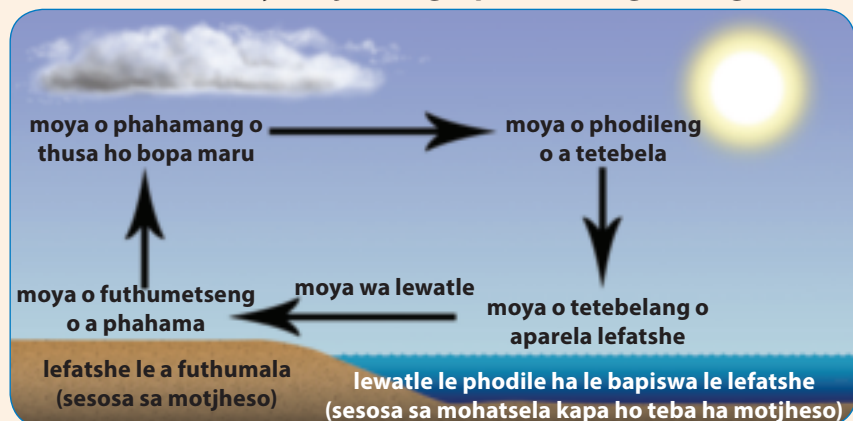 moya o phahamang o
thusa ho bopa maru
moya o phodileng
o a tetebela
moya o futhumetseng
o a phahama
moya wa lewatle
moya o tetebelang o
aparela lefatshe
lefatshe le a futhumala
(sesosa sa motjheso)
lewatle le phodile ha le bapiswa le lefatshe
(sesosa sa mohatsela kapa ho teba ha motjheso)